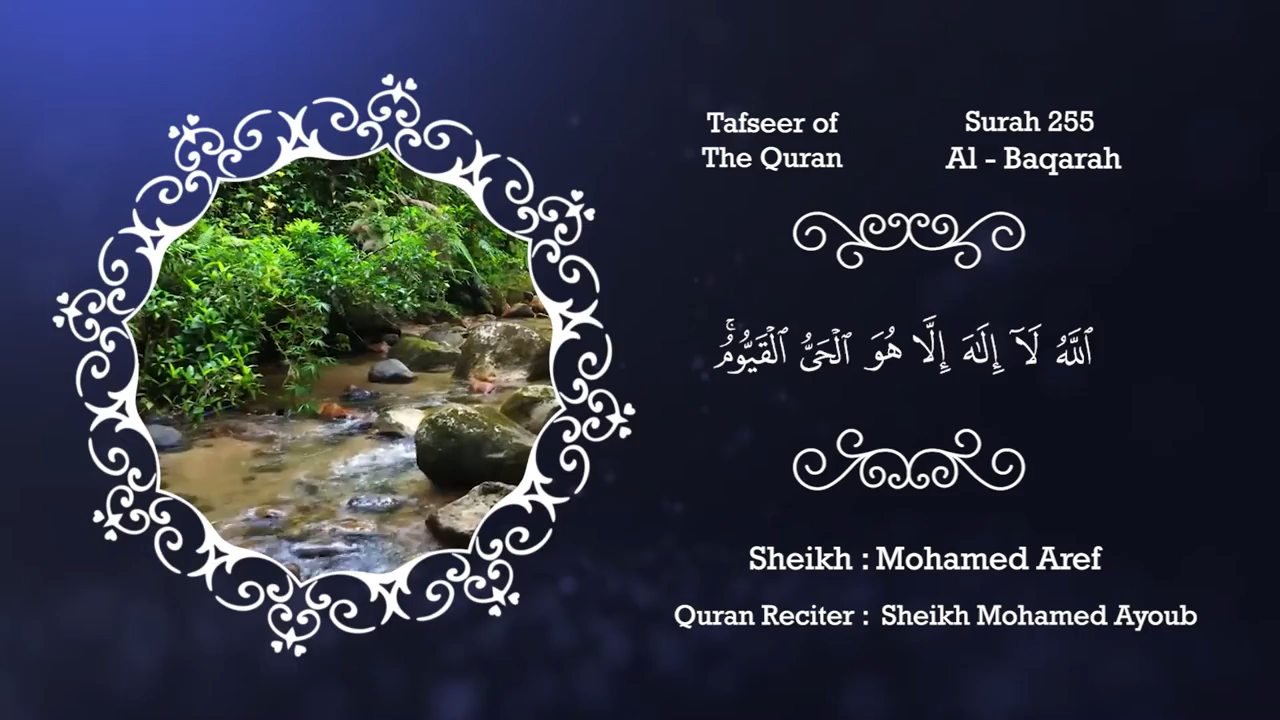 Tafseer of
The Quran
Surah 255
Al - Baqarah
ٱللَّهُ لَآ إِلَٰهَ إِلَّا هُوَ ٱلْحَىُّ ٱلْقَيُّومُ ۚ
Sheikh : Mohamed Aref
Quran Reciter : Sheikh Mohamed Ayoub